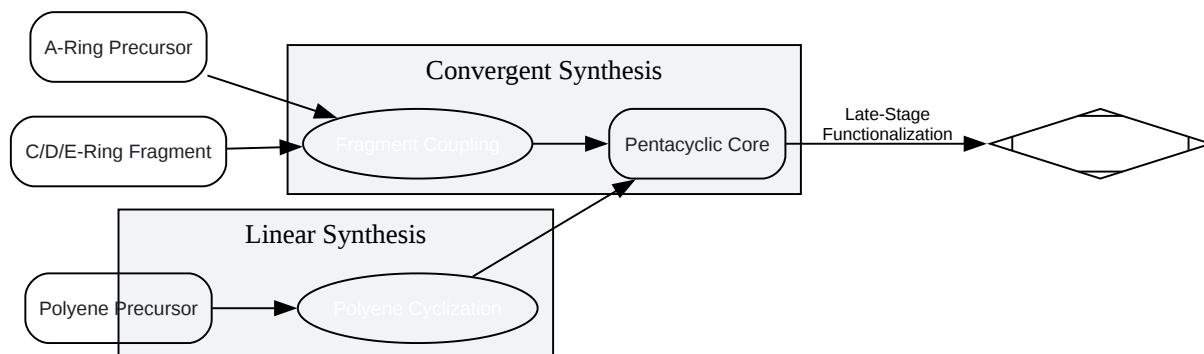 A-Ring Precursor
C/D/E-Ring Fragment
Convergent Synthesis
Fragment Coupling
Pentacyclic Core
Late-Stage
Functionalization
Linear Synthesis
Polyene Precursor
Polyene Cyclization